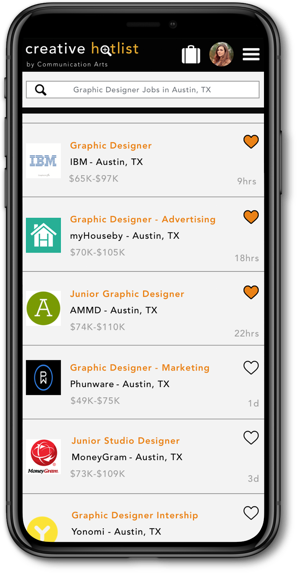 creative hotlist
by Communication Arts
Graphic Designer Jobs in Austin, TX
Graphic Designer
IBM
IBM - Austin, TX
$65K-$97K
9hrs
Graphic Designer - Advertising
myHouseby - Austin, TX
$70K-$105K
18hrs
Junior Graphic Designer
A
AMMD - Austin, TX
$74K-$110K
22hrs
Graphic Designer - Marketing
PW
Phunware - Austin, TX
$49K-$75K
1d
Junior Studio Designer
MoneyGram - Austin, TX
MoneyGram
$73K-$109K
3d
Graphic Designer Intership
Y
Yonomi - Austin, TX